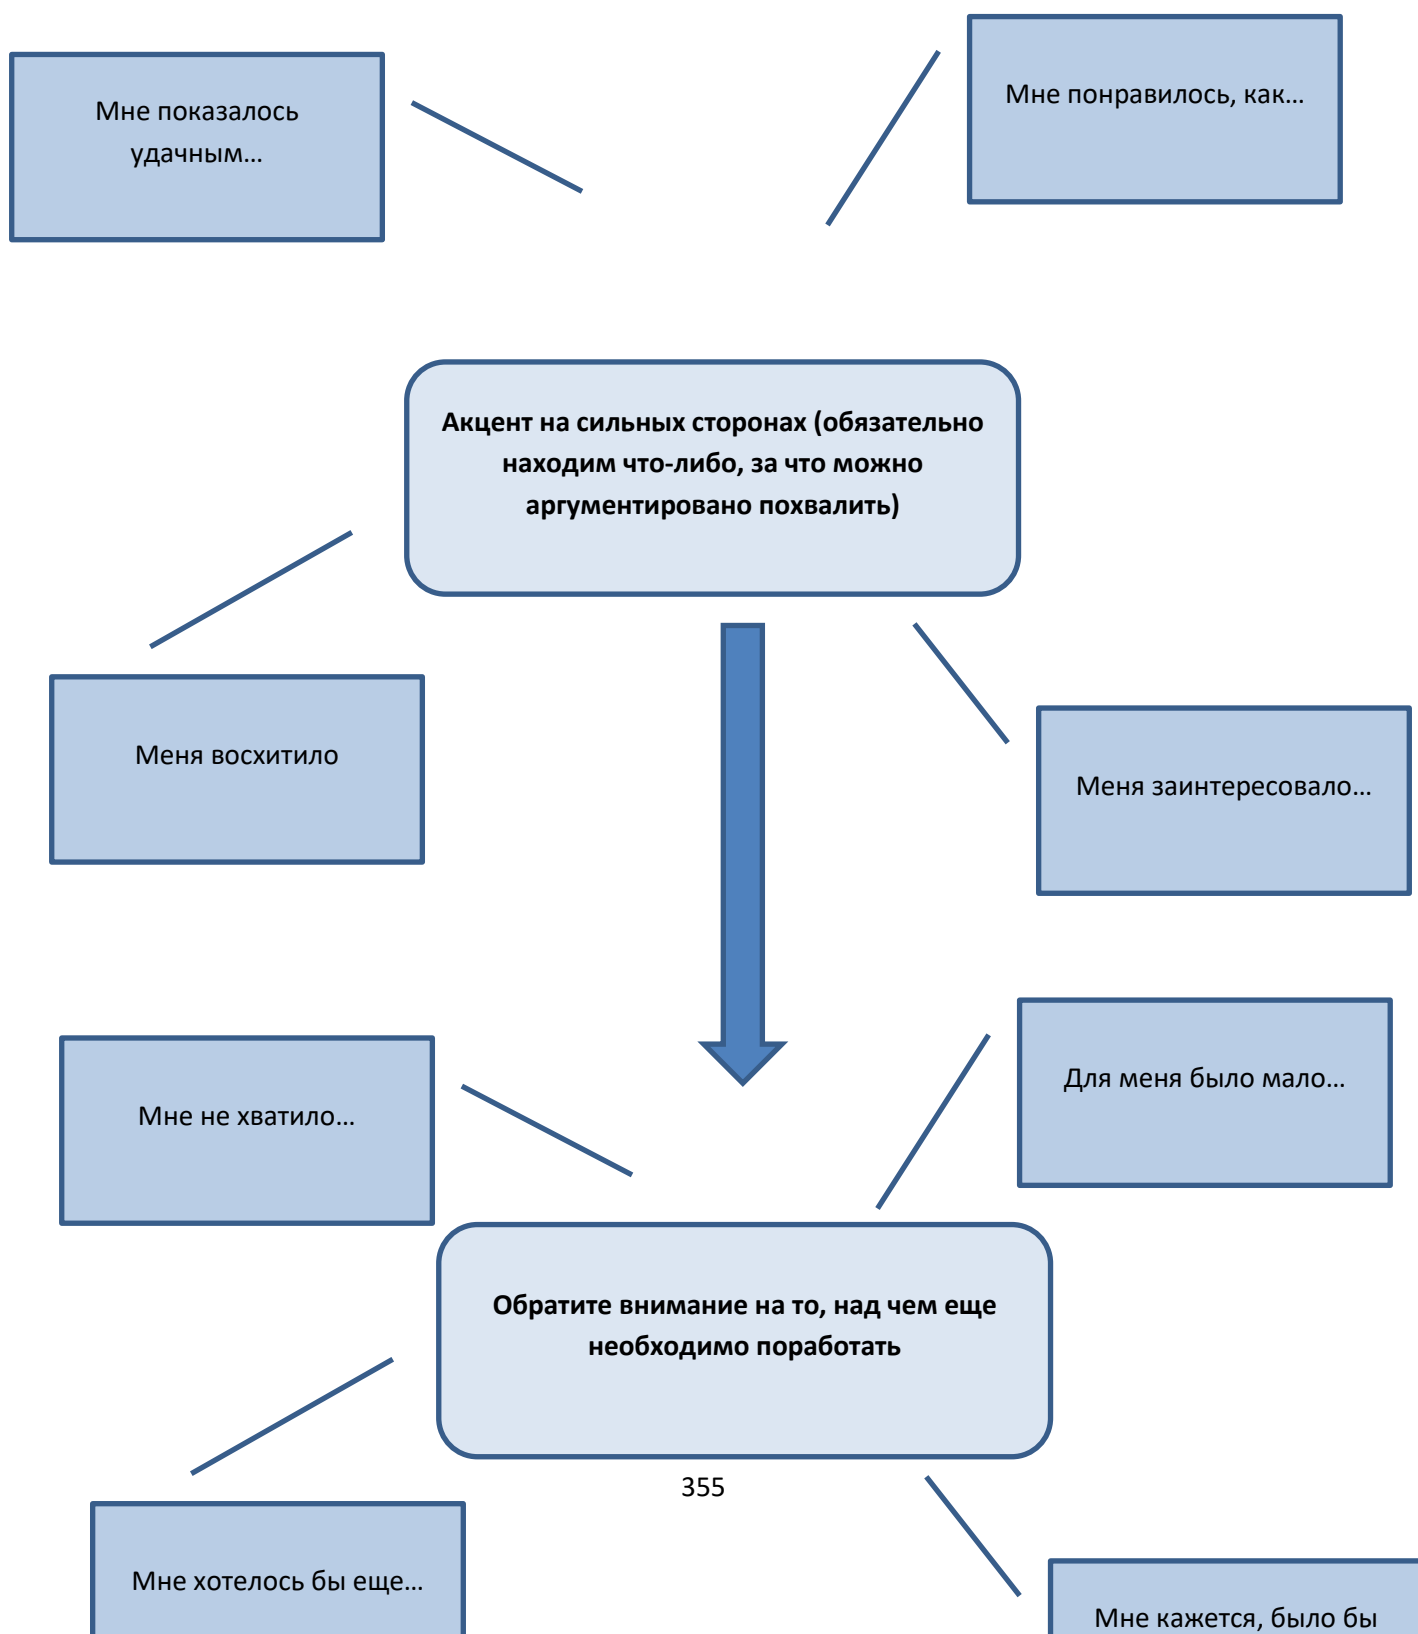 Мне показалось
удачным…
Мне понравилось, как…
Акцент на сильных сторонах (обязательно
находим что-либо, за что можно
аргументировано похвалить)
Меня восхитило
Меня заинтересовало…
Мне не хватило…
Для меня было мало…
Обратите внимание на то, над чем еще
необходимо поработать
355
Мне хотелось бы еще…
Мне кажется, было бы